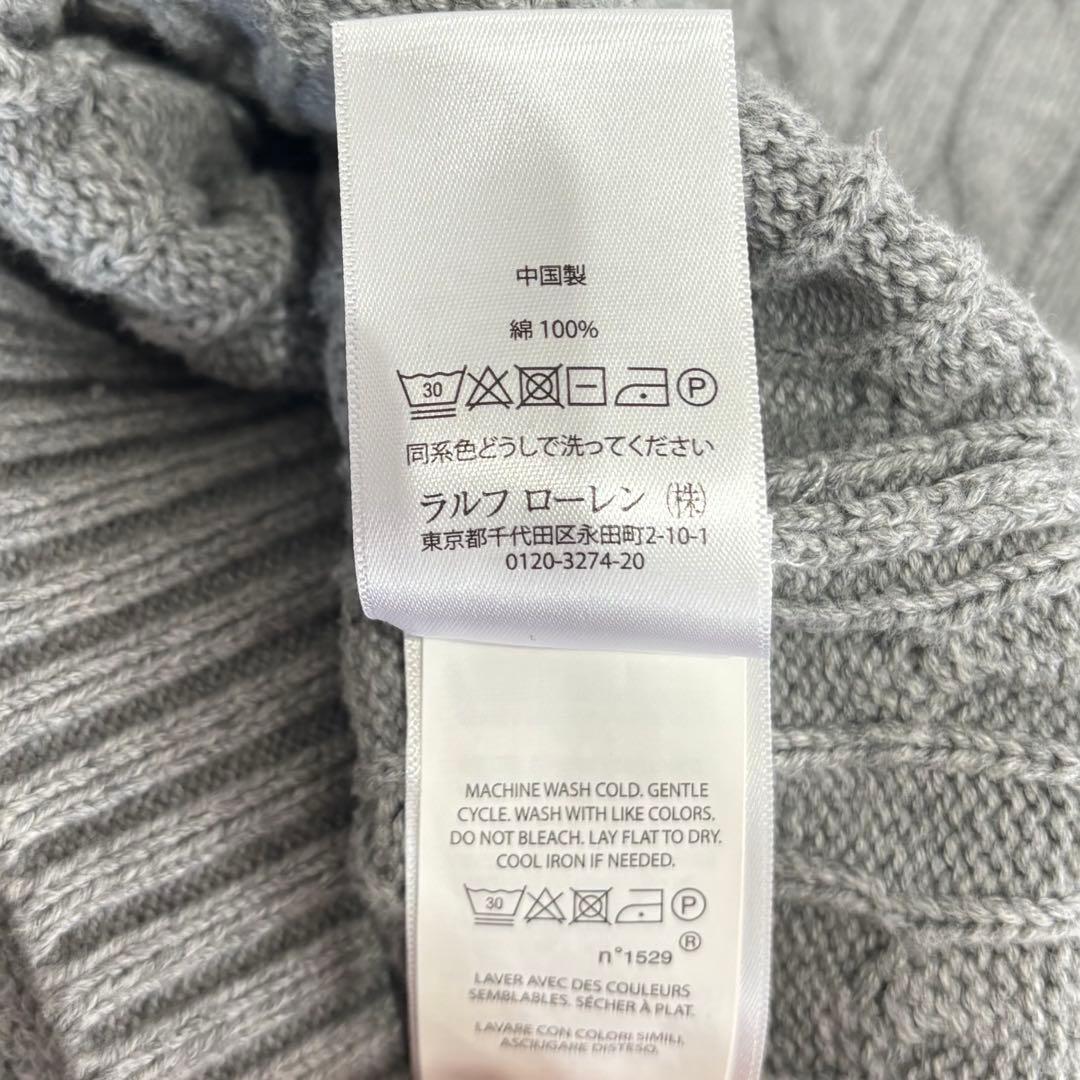 中国製
綿 100%
30 P
同系色どうしで洗ってください
ラルフ ローレン (株)
東京都千代田区永田町2-10-1
0120-3274-20
MACHINE WASH COLD. GENTLE
CYCLE. WASH WITH LIKE COLORS.
DO NOT BLEACH. LAY FLAT TO DRY.
COOL IRON IF NEEDED.
30 P
®
n°1529
LAVER AVEC DES COULEURS
SEMBLABLES. SÉCHER À PLAT.
LAVARE CON COLORI SIMILI,
ASCIUGARE DISTESO.